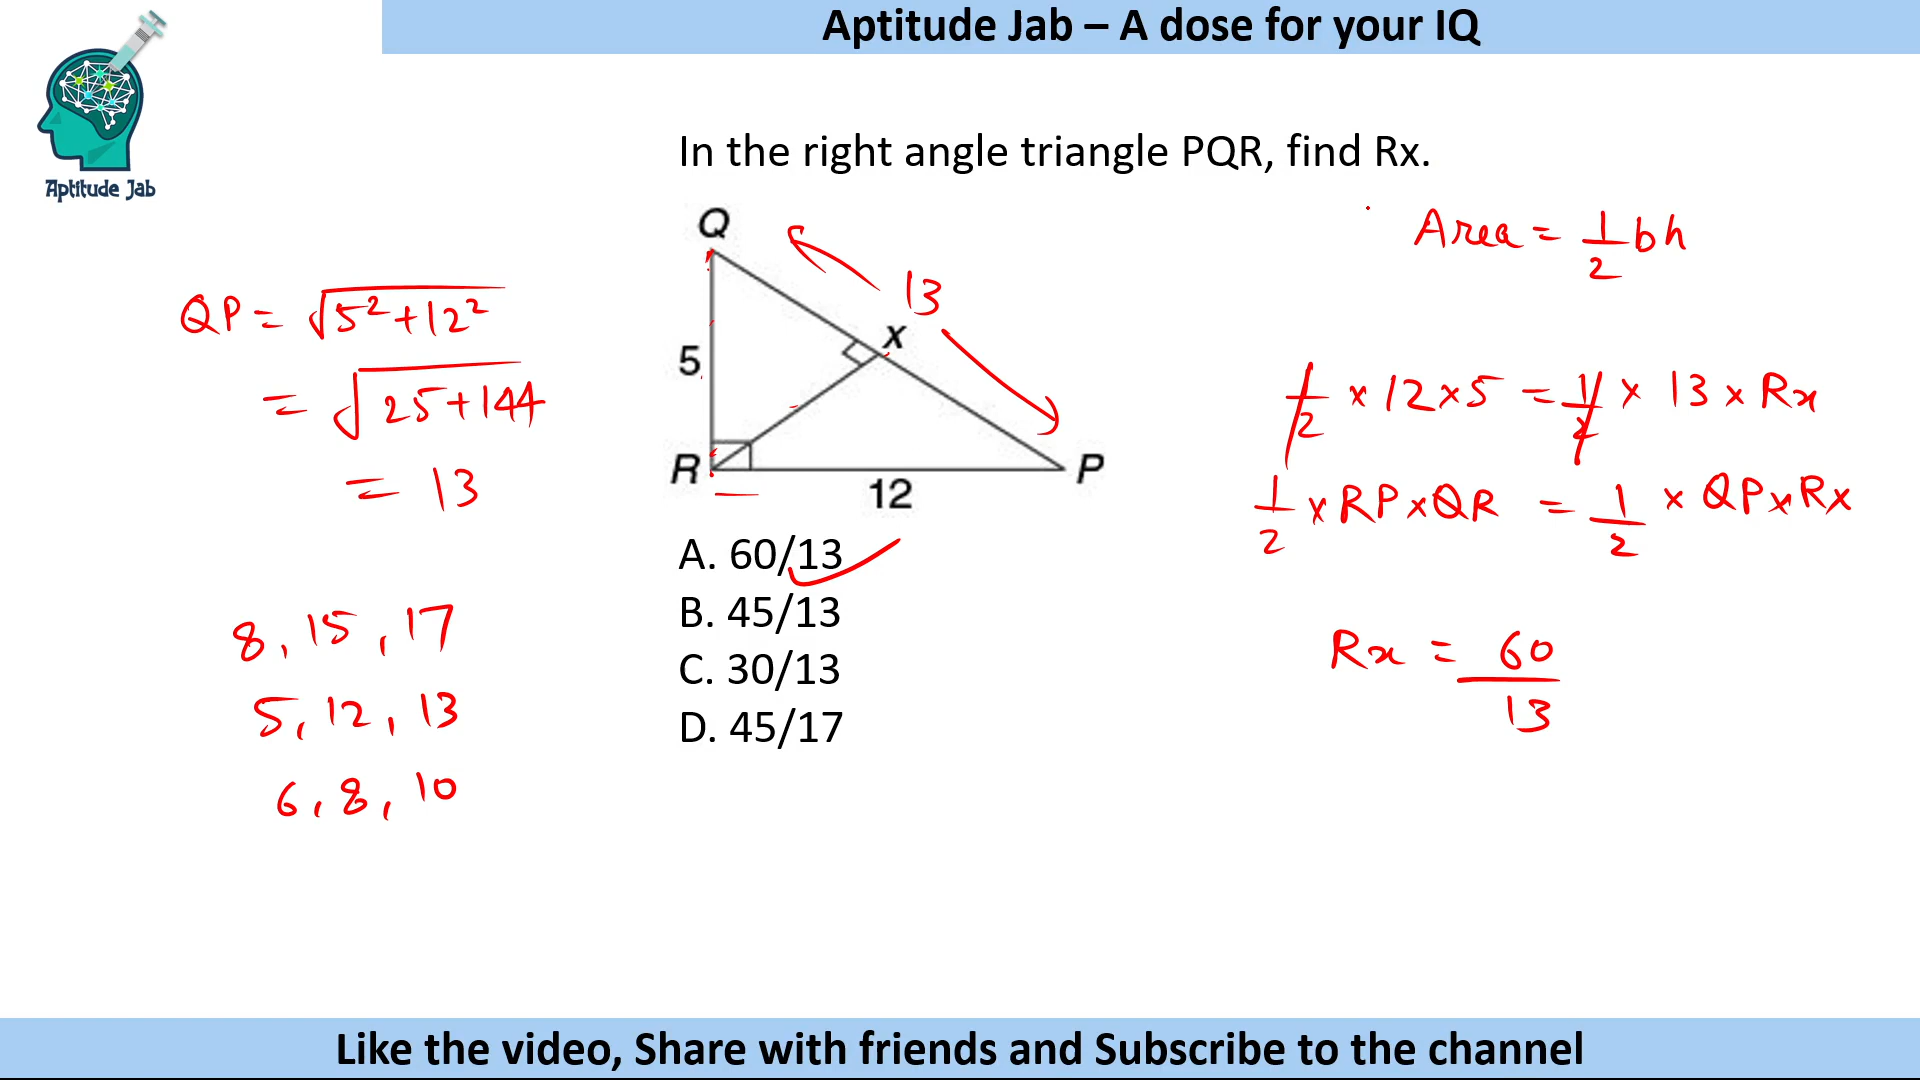 Aptitude Jab – A dose for your IQ
Aptitude Jab
In the right angle triangle PQR, find Rx.
Q
13
x
5
R
P
12
A. 60/13
B. 45/13
C. 30/13
D. 45/17
QP = √5²+12²
= √25+144
= 13
8, 15, 17
5, 12, 13
6, 8, 10
Area = 1/2 bh
1/2 × 12 × 5 = 1/2 × 13 × Rx
1/2 × RP × QR = 1/2 × QP × Rx
Rx = 60/13
Like the video, Share with friends and Subscribe to the channel